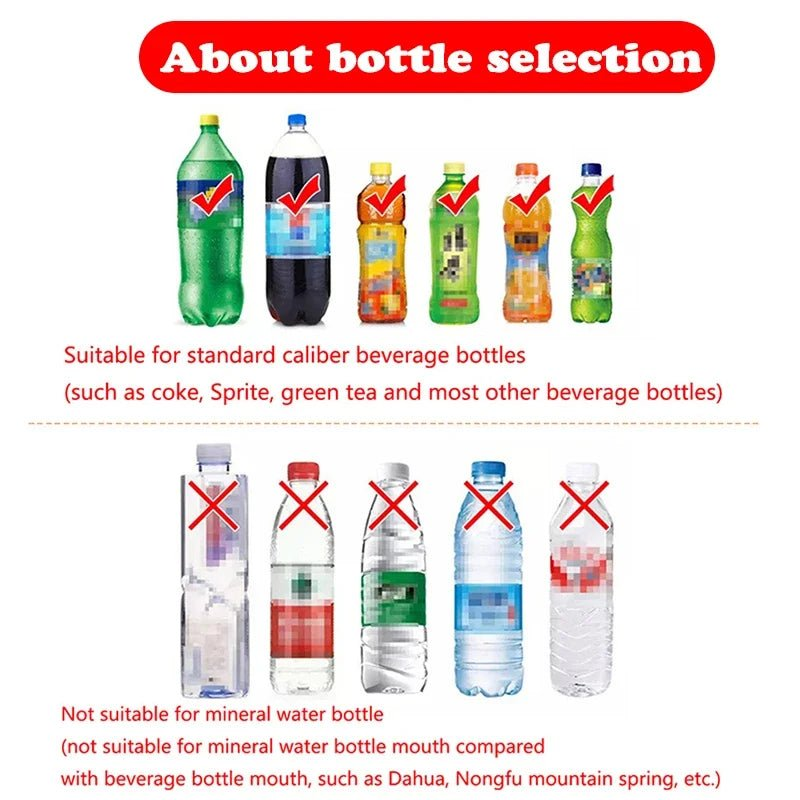 About bottle selection
Suitable for standard caliber beverage bottles
(such as coke, Sprite, green tea and most other beverage bottles)
Not suitable for mineral water bottle
(not suitable for mineral water bottle mouth compared
with beverage bottle mouth, such as Dahua, Nongfu mountain spring, etc.)